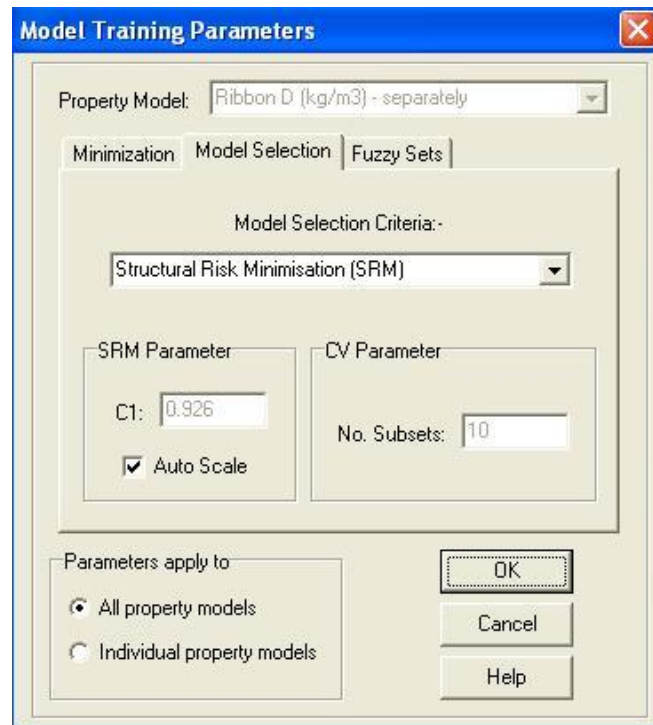 Model Training Parameters
Property Model: Ribbon D (kg/m3) - separately
Minimization Model Selection Fuzzy Sets
Model Selection Criteria:-
Structural Risk Minimisation (SRM)
SRM Parameter
C1: 0.926
Auto Scale
CV Parameter
No. Subsets: 10
Parameters apply to
All property models
Individual property models
OK
Cancel
Help